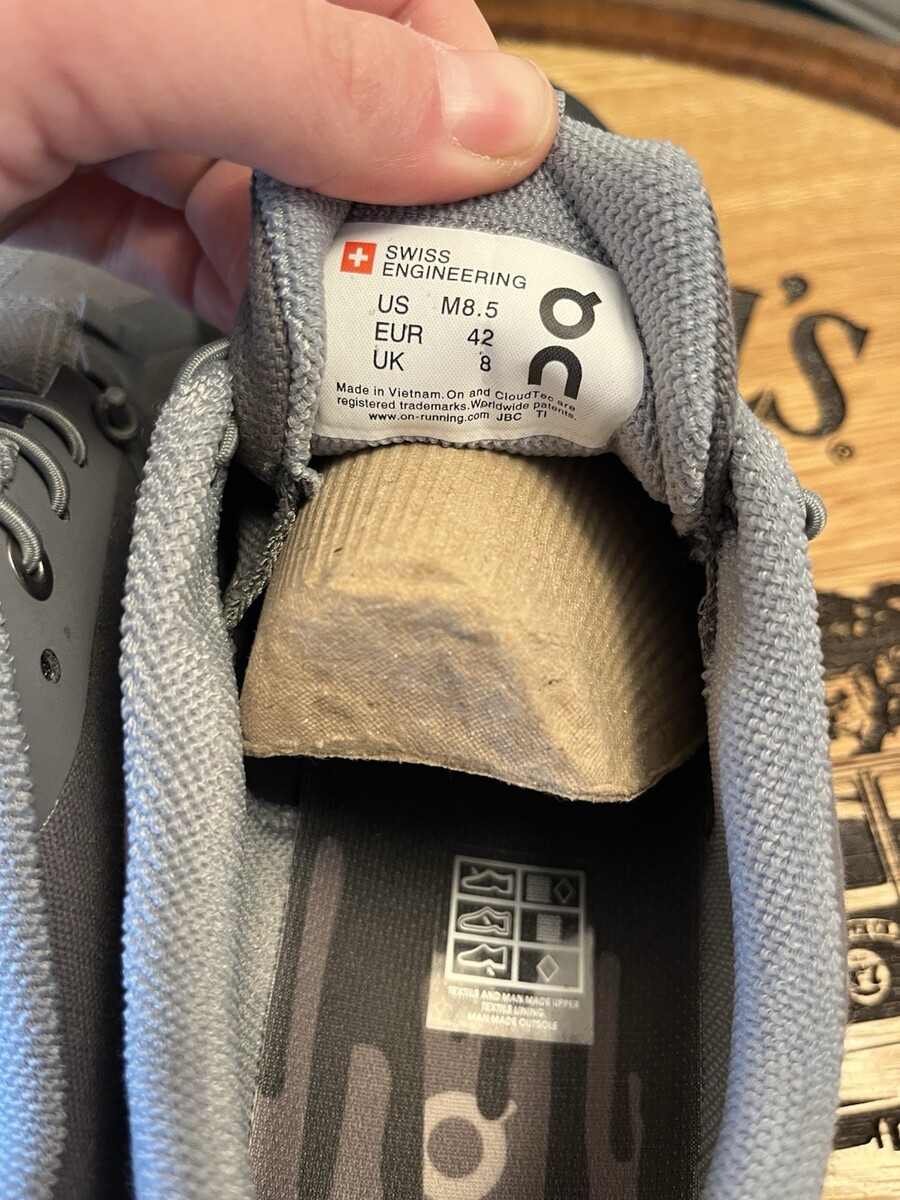 SWISS
ENGINEERING
US M8.5
EUR 42
UK 8
Made in Vietnam. On and CloudTec are
registered trademarks. Worldwide patents.
www.on-running.com JBC TI
L'S
®
TEXTILE AND MAN MADE UPPER
TEXTILE LINING
MAN MADE OUTSOLE